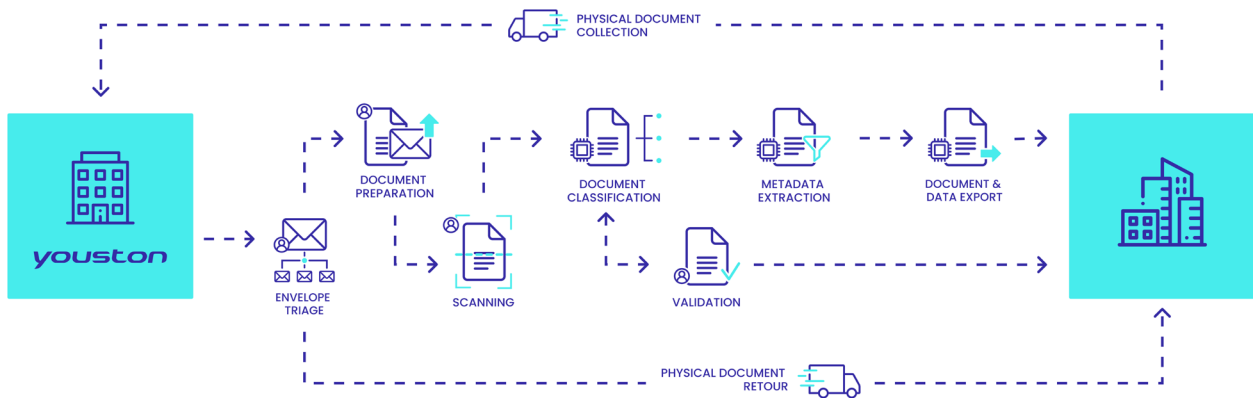 PHYSICAL DOCUMENT
COLLECTION
youston
ENVELOPE
TRIAGE
DOCUMENT
PREPARATION
SCANNING
DOCUMENT
CLASSIFICATION
VALIDATION
METADATA
EXTRACTION
DOCUMENT &
DATA EXPORT
PHYSICAL DOCUMENT
RETOUR